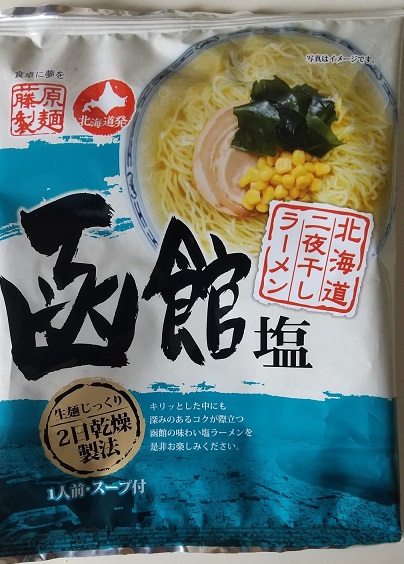 写真はイメージです。
食卓に夢を
藤原製麺
北海道発
北海道
二夜干し
ラーメン
函館塩
生麺じっくり
2日乾燥
製法
キリッとした中にも
深みのあるコクが際立つ
函館の味わい塩ラーメンを
是非お楽しみください。
1人前・スープ付